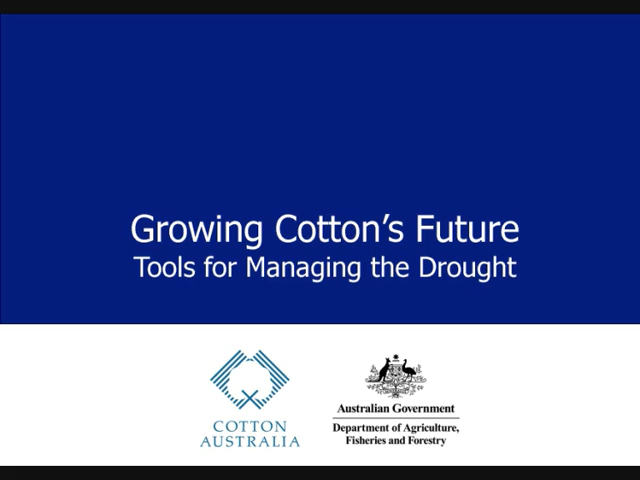 Growing Cotton's Future
Tools for Managing the Drought
COTTON
AUSTRALIA
Australian Government
Department of Agriculture,
Fisheries and Forestry